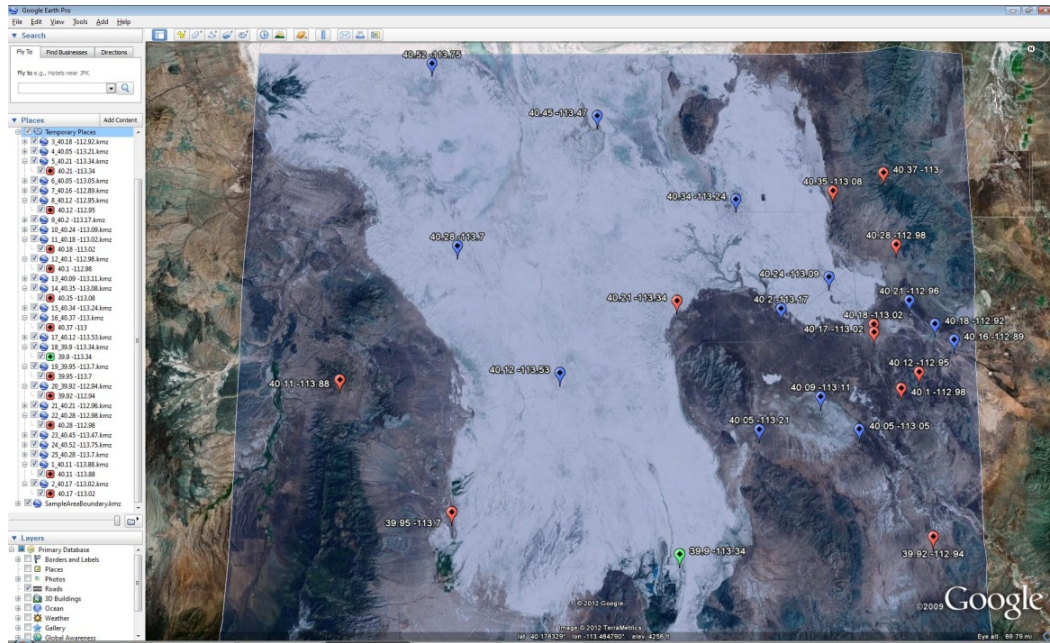 Google Earth Pro
File Edit View Tools Add Help
Search
Fly To Find Businesses Directions
Fly to e.g., Hotels near JFK
Places Add Content
Temporary Places
3_40.18 -112.92.kmz
4_40.05 -113.21.kmz
5_40.21 -113.34.kmz
40.21 -113.34
6_40.05 -113.05.kmz
7_40.16 -112.89.kmz
8_40.12 -112.95.kmz
40.12 -112.95
9_40.2 -113.17.kmz
10_40.24 -113.09.kmz
11_40.18 -113.02.kmz
40.18 -113.02
12_40.1 -112.98.kmz
40.1 -112.98
13_40.09 -113.11.kmz
14_40.35 -113.08.kmz
40.35 -113.08
15_40.34 -113.24.kmz
16_40.37 -113.kmz
40.37 -113
17_40.12 -113.53.kmz
18_39.9 -113.34.kmz
39.9 -113.34
19_39.95 -113.7.kmz
39.95 -113.7
20_39.92 -112.94.kmz
39.92 -112.94
21_40.21 -112.96.kmz
22_40.28 -112.98.kmz
40.28 -112.98
23_40.45 -113.47.kmz
24_40.52 -113.75.kmz
25_40.28 -113.7.kmz
1_40.11 -113.88.kmz
40.11 -113.88
2_40.17 -113.02.kmz
40.17 -113.02
SampleAreaBoundary.kmz
Layers
Primary Database
Borders and Labels
Places
Photos
Roads
3D Buildings
Ocean
Weather
Gallery
Global Awareness
N
40.52 -113.75
40.45 -113.47
40.37 -113
40.35 -113.08
40.34 -113.24
40.28 -113.7
40.28 -112.98
40.24 -113.09
40.21 -113.34
40.2 -113.17
40.21 -112.96
40.18 -113.02
40.18 -112.92
40.17 -113.02
40.16 -112.89
40.12 -112.95
40.12 -113.53
40.11 -113.88
40.09 -113.11
40.1 -112.98
40.05 -113.21
40.05 -113.05
39.95 -113.7
39.9 -113.34
39.92 -112.94
© 2012 Google
©2009 Google
Image © 2012 TerraMetrics
lat 40.176329° lon -113.464790° elev 4256 ft Eye alt 69.79 mi